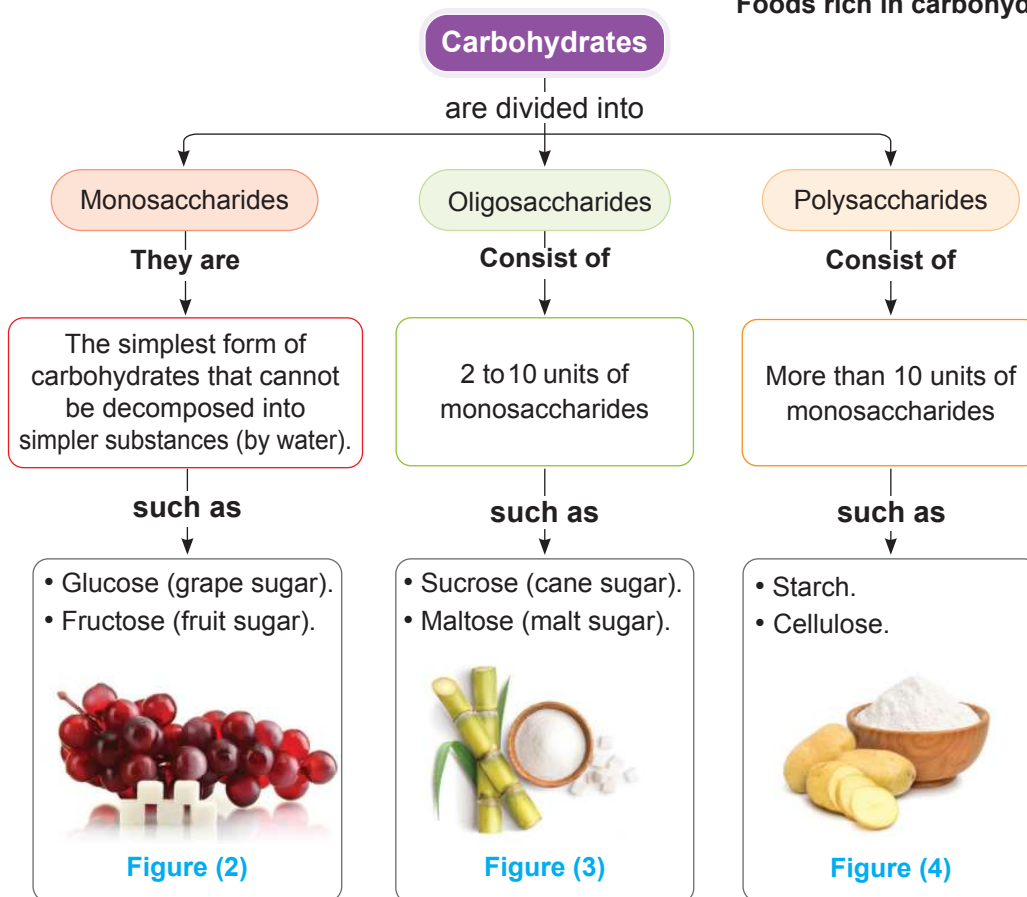 Foods rich in carbohyd
Carbohydrates
are divided into
Monosaccharides
They are
The simplest form of
carbohydrates that cannot
be decomposed into
simpler substances (by water).
such as
• Glucose (grape sugar).
• Fructose (fruit sugar).
Figure (2)
Oligosaccharides
Consist of
2 to 10 units of
monosaccharides
such as
• Sucrose (cane sugar).
• Maltose (malt sugar).
Figure (3)
Polysaccharides
Consist of
More than 10 units of
monosaccharides
such as
• Starch.
• Cellulose.
Figure (4)